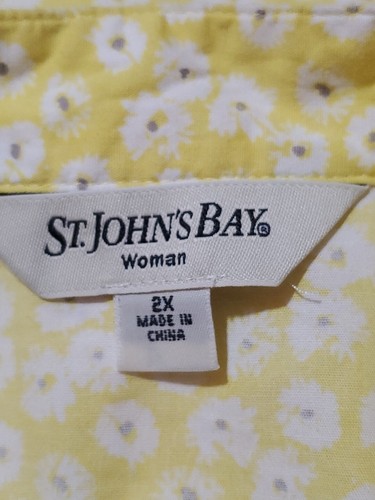 ST. JOHN'S BAY®
Woman
2X
MADE IN
CHINA